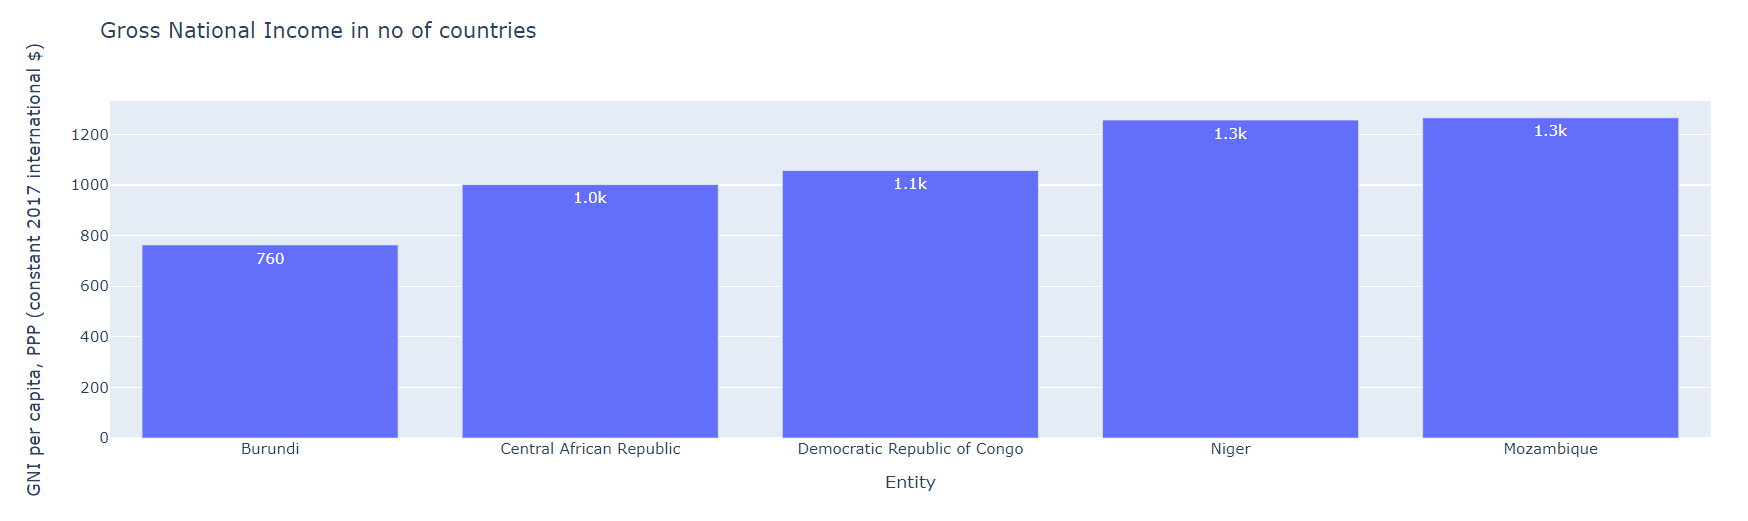 Gross National Income in no of countries
GNI per capita, PPP (constant 2017 international $)
1200
1000
800
600
400
200
0
760
1.0k
1.1k
1.3k
1.3k
Burundi
Central African Republic
Democratic Republic of Congo
Niger
Mozambique
Entity